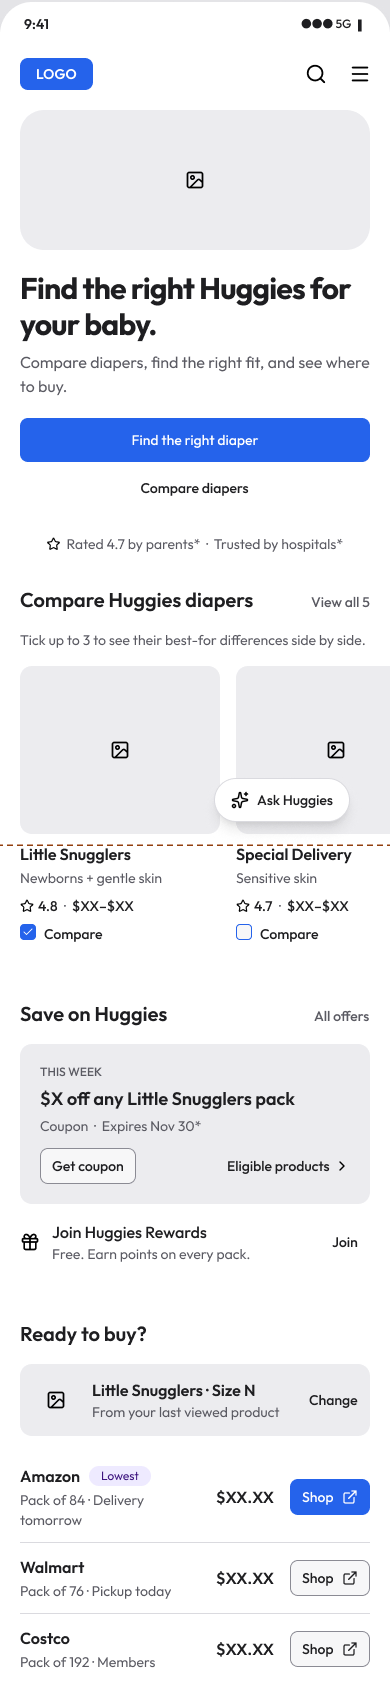 9:41
5G
LOGO
Find the right Huggies for
your baby.
Compare diapers, find the right fit, and see where
to buy.
Find the right diaper
Compare diapers
Rated 4.7 by parents* · Trusted by hospitals*
Compare Huggies diapers
View all 5
Tick up to 3 to see their best-for differences side by side.
Ask Huggies
Little Snugglers
Newborns + gentle skin
4.8 · $XX–$XX
Compare
Special Delivery
Sensitive skin
4.7 · $XX–$XX
Compare
Save on Huggies
All offers
THIS WEEK
$X off any Little Snugglers pack
Coupon · Expires Nov 30*
Get coupon
Eligible products
Join Huggies Rewards
Free. Earn points on every pack.
Join
Ready to buy?
Little Snugglers · Size N
From your last viewed product
Change
Amazon
Lowest
Pack of 84 · Delivery
tomorrow
$XX.XX
Shop
Walmart
Pack of 76 · Pickup today
$XX.XX
Shop
Costco
Pack of 192 · Members
$XX.XX
Shop